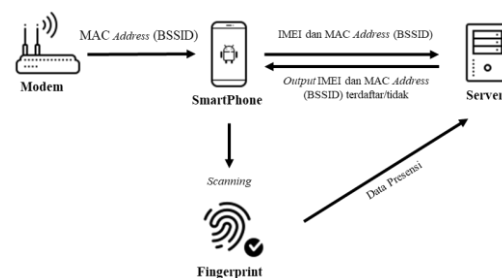 MAC Address (BSSID)
IMEI dan MAC Address (BSSID)
Output IMEI dan MAC Address
(BSSID) terdaftar/tidak
Modem
SmartPhone
Server
Scanning
Data Presensi
Fingerprint